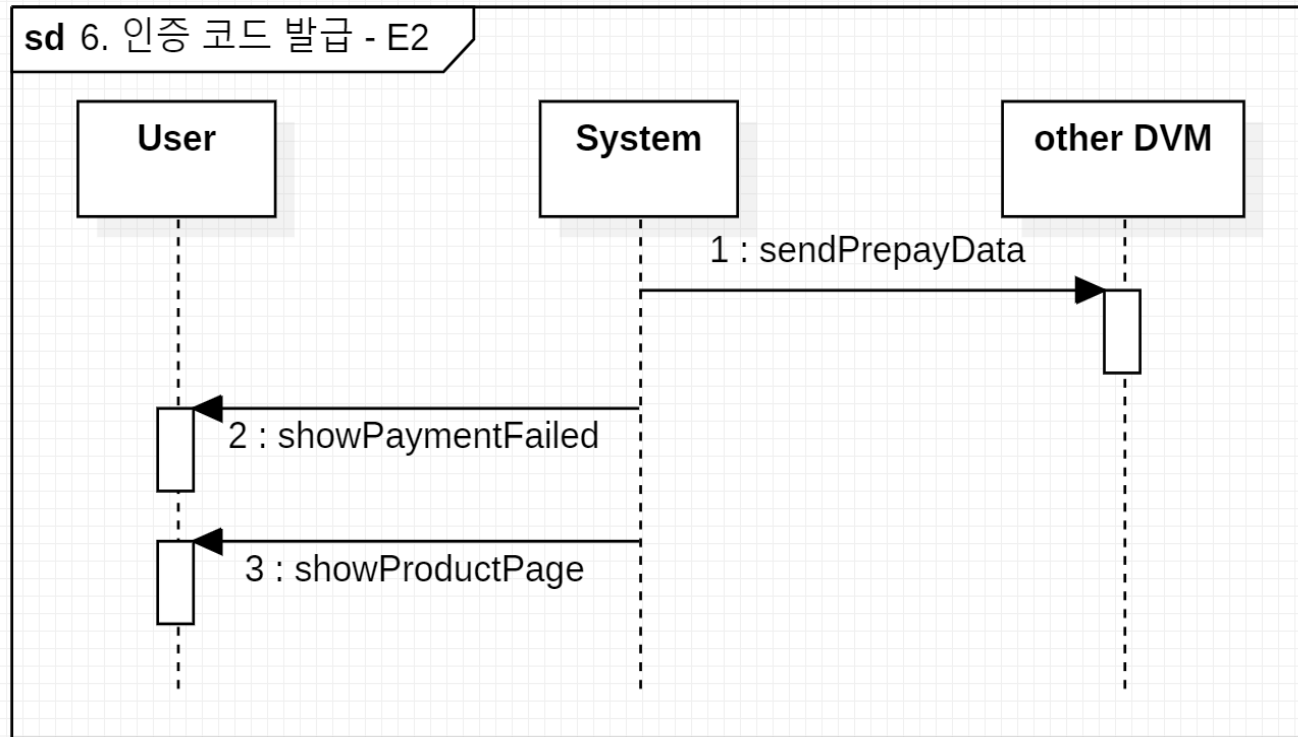 sd 6. 인증 코드 발급 - E2
User
System
other DVM
1 : sendPrepayData
2 : showPaymentFailed
3 : showProductPage